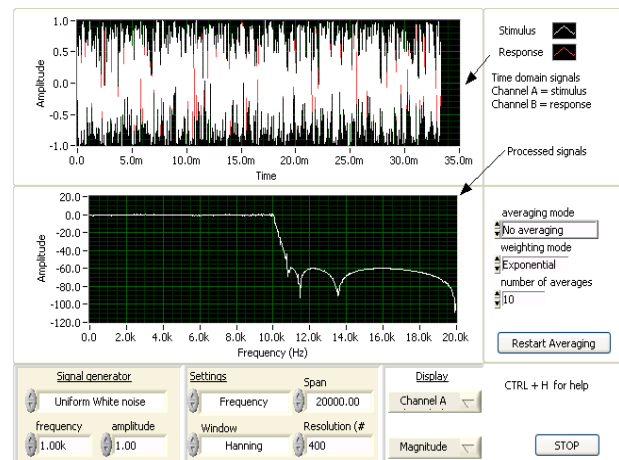 Amplitude
1.0
0.5
0.0
-0.5
-1.0
0.0
5.0m
10.0m
15.0m
20.0m
25.0m
30.0m
35.0m
Time
Stimulus
Response
Time domain signals
Channel A = stimulus
Channel B = response
Processed signals
Amplitude
20.0
0.0
-20.0
-40.0
-60.0
-80.0
-100.0
-120.0
0.0
2.0k
4.0k
6.0k
8.0k
10.0k
12.0k
14.0k
16.0k
18.0k
20.0k
Frequency (Hz)
averaging mode
No averaging
weighting mode
Exponential
number of averages
10
Restart Averaging
Signal generator
Uniform White noise
frequency
1.00k
amplitude
1.00
Settings
Frequency
Span
20000.00
Window
Hanning
Resolution (#
400
Display
Channel A
Magnitude
CTRL + H for help
STOP